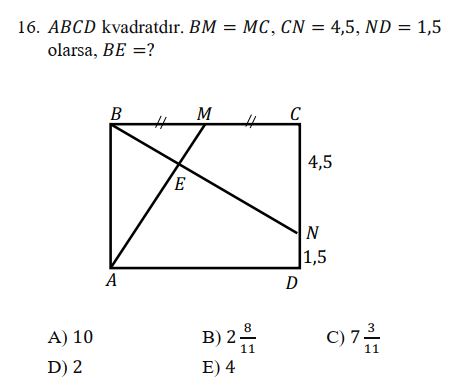 16. ABCD kvadratdır. BM = MC, CN = 4,5, ND = 1,5
olarsa, BE =?
B M C
4,5
E
N
1,5
A D
A) 10 B) 2 8/11 C) 7 3/11
D) 2 E) 4